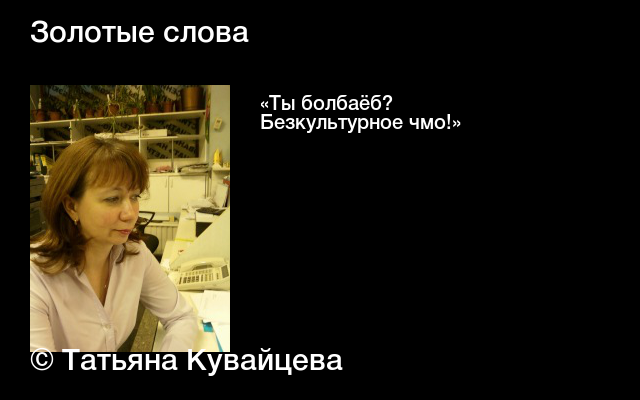 Золотые слова
«Ты болбаёб?
Безкультурное чмо!»
© Татьяна Кувайцева